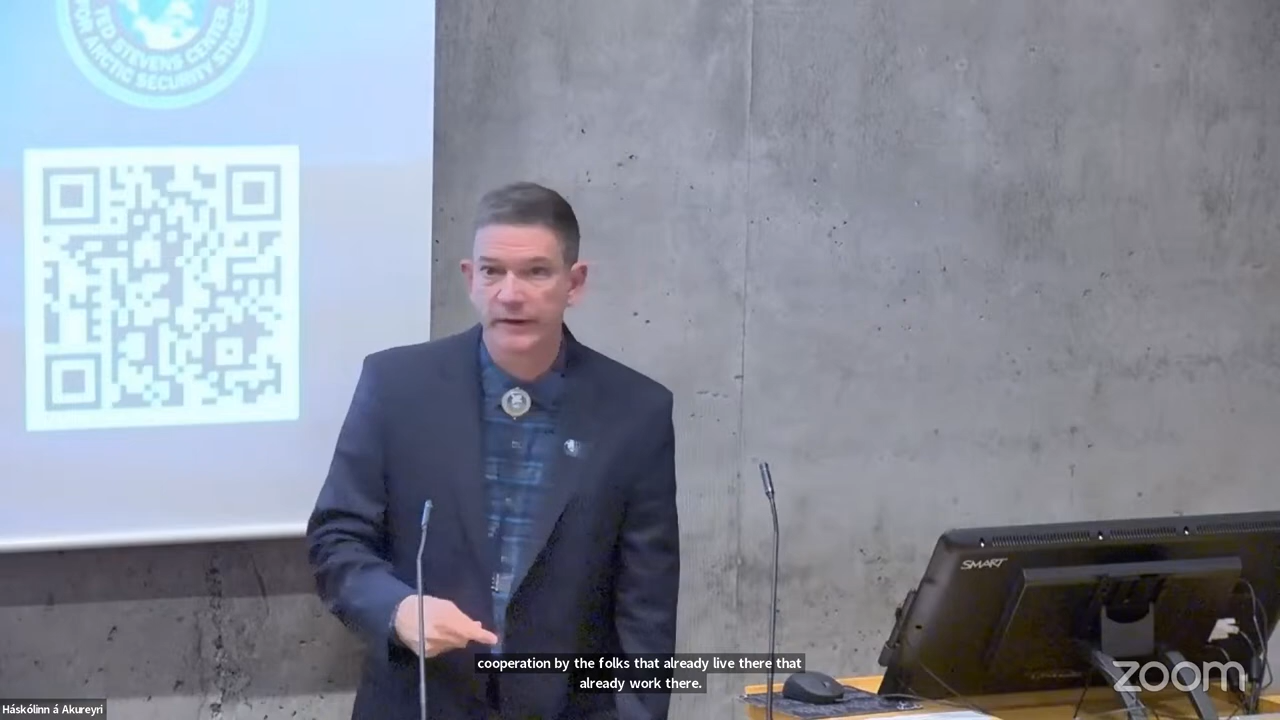 TED STEVENS CENTER
FOR ARCTIC SECURITY STUDIES
SMART
cooperation by the folks that already live there that
already work there.
zoom
Háskólinn á Akureyri